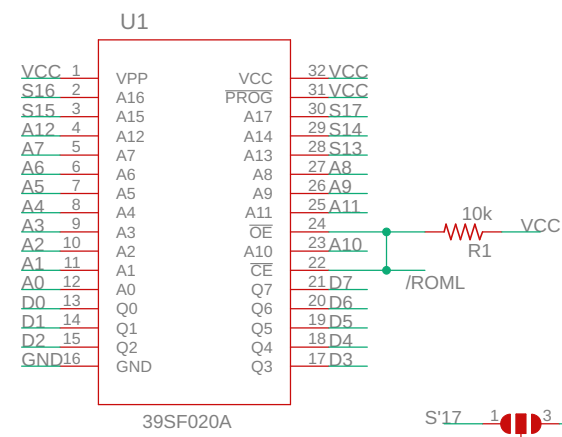 U1
VCC 1 VPP VCC 32 VCC
S16 2 A16 PROG 31 VCC
S15 3 A15 A17 30 S17
A12 4 A12 A14 29 S14
A7 5 A7 A13 28 S13
A6 6 A6 A8 27 A8
A5 7 A5 A9 26 A9
A4 8 A4 A11 25 A11
A3 9 A3 OE 24 10k R1 VCC
A2 10 A2 A10 23 A10
A1 11 A1 CE 22 /ROML
A0 12 A0 Q7 21 D7
D0 13 Q0 Q6 20 D6
D1 14 Q1 Q5 19 D5
D2 15 Q2 Q4 18 D4
GND 16 GND Q3 17 D3
39SF020A
S'17 1 3